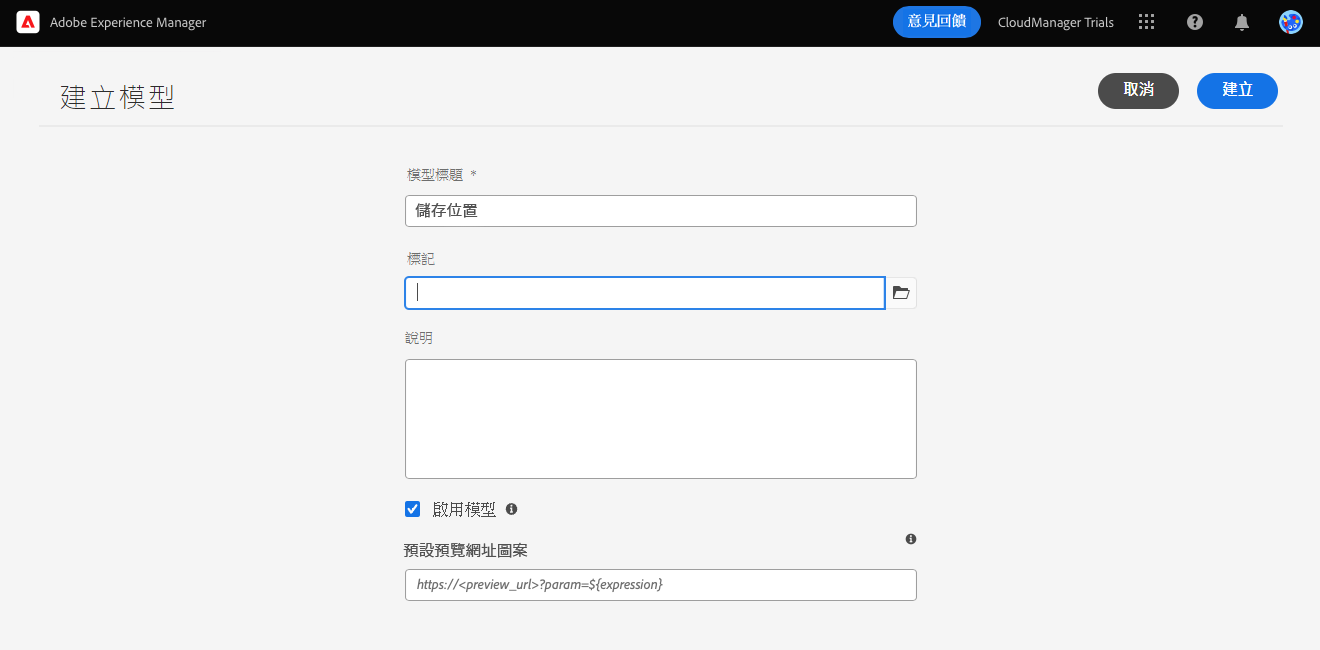 Adobe Experience Manager
意見回饋
CloudManager Trials
建立模型
取消
建立
模型標題 *
儲存位置
標記
說明
啟用模型
預設預覽網址圖案
https://<preview_url>?param=${expression}